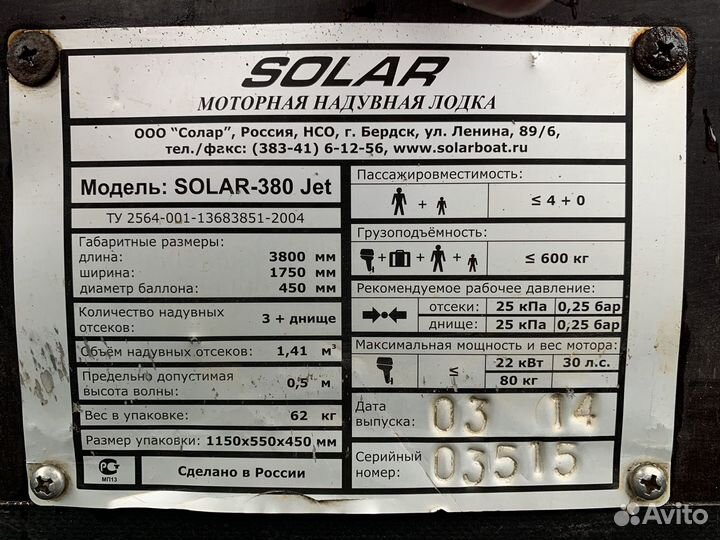 SOLAR
МОТОРНАЯ НАДУВНАЯ ЛОДКА
ООО "Солар", Россия, НСО, г. Бердск, ул. Ленина, 89/6,
тел./факс: (383-41) 6-12-56, www.solarboat.ru
Модель: SOLAR-380 Jet
ТУ 2564-001-13683851-2004
Габаритные размеры:
длина: 3800 мм
ширина: 1750 мм
диаметр баллона: 450 мм
Количество надувных
отсеков: 3 + днище
Объём надувных отсеков: 1,41 м³
Предельно допустимая
высота волны: 0,5 м
Вес в упаковке: 62 кг
Размер упаковки: 1150x550x450 мм
РС
МП13
Сделано в России
Пассажировместимость:
+ ≤ 4 + 0
Грузоподъёмность:
+ + + ≤ 600 кг
Рекомендуемое рабочее давление:
отсеки: 25 кПа 0,25 бар
днище: 25 кПа 0,25 бар
Максимальная мощность и вес мотора:
≤ 22 кВт 30 л.с.
80 кг
Дата
выпуска: 03 14
Серийный
номер: 03515
Avito